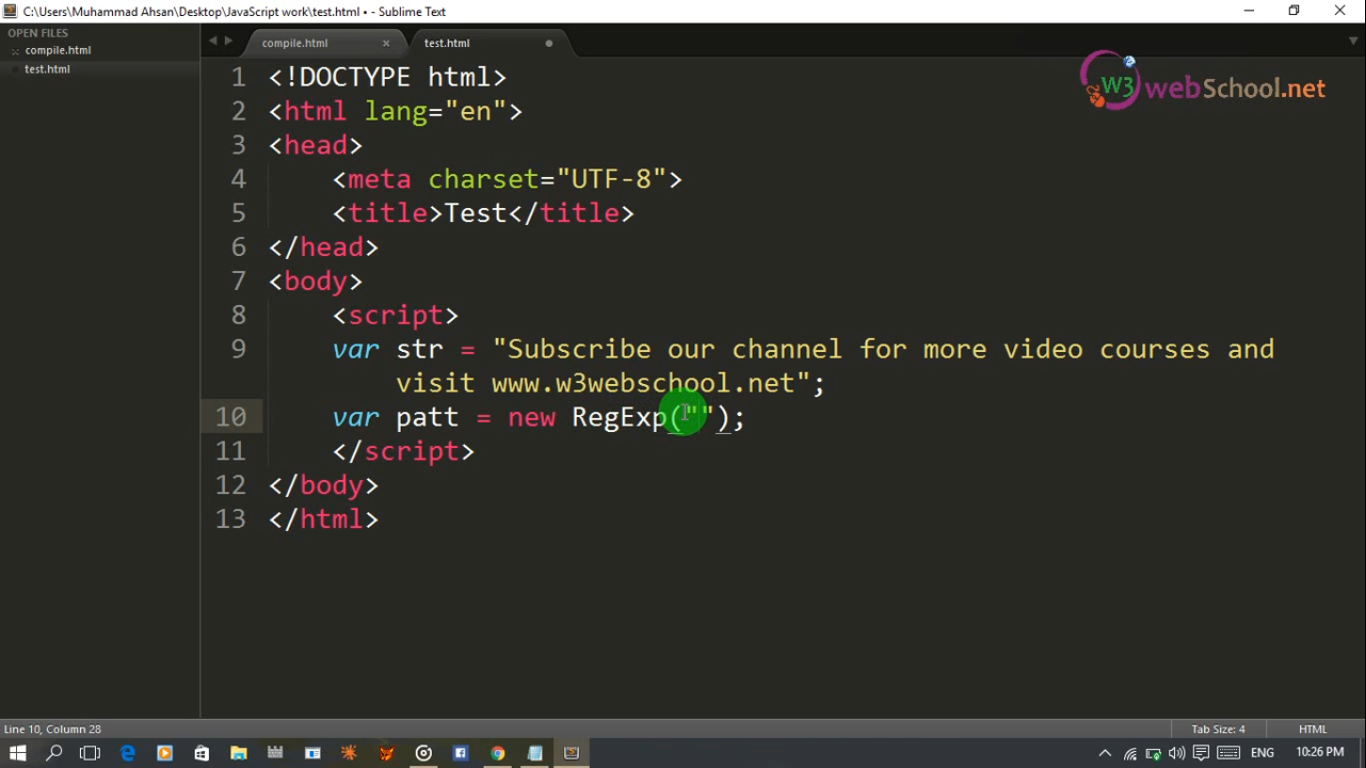 C:\Users\Muhammad Ahsan\Desktop\JavaScript work\test.html • - Sublime Text
OPEN FILES
compile.html
test.html
compile.html
test.html
W3 webSchool.net
1 <!DOCTYPE html>
2 <html lang="en">
3 <head>
4 <meta charset="UTF-8">
5 <title>Test</title>
6 </head>
7 <body>
8 <script>
9 var str = "Subscribe our channel for more video courses and
visit www.w3webschool.net";
10 var patt = new RegExp("");
11 </script>
12 </body>
13 </html>
Line 10, Column 28
Tab Size: 4
HTML
ENG
10:26 PM